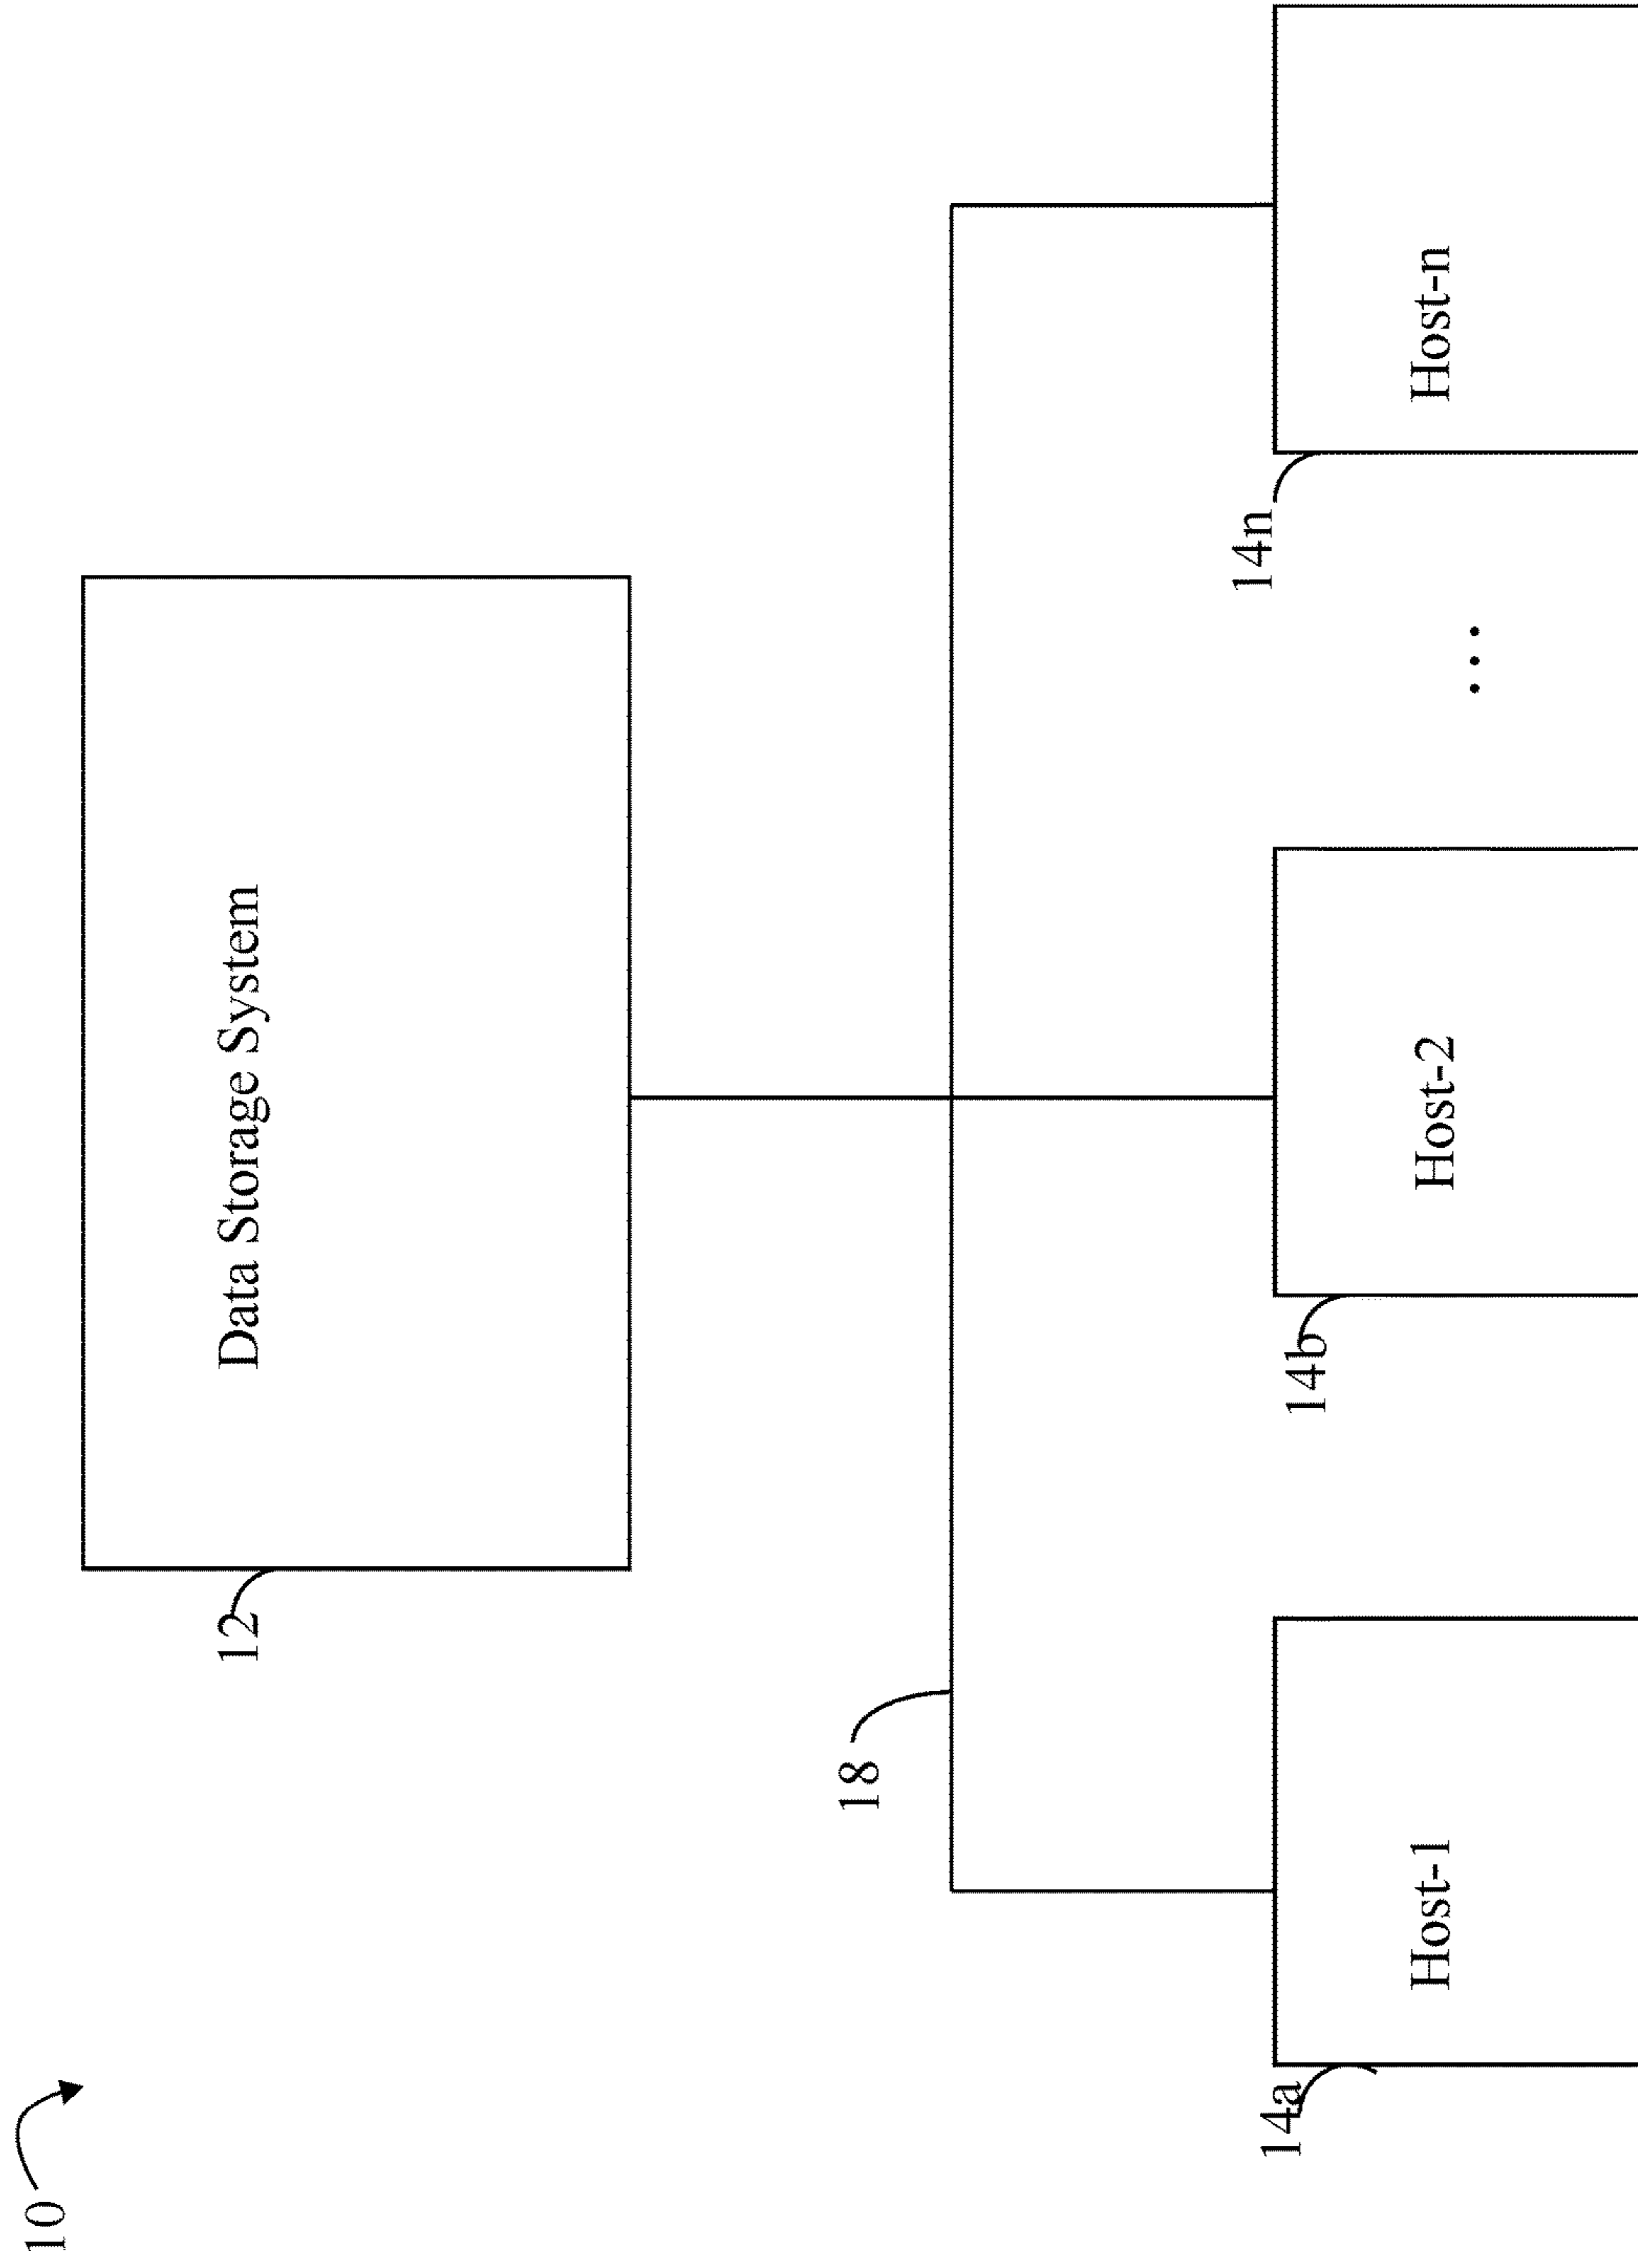 10
12
Data Storage System
18
14a
Host-1
14b
Host-2
...
14n
Host-n